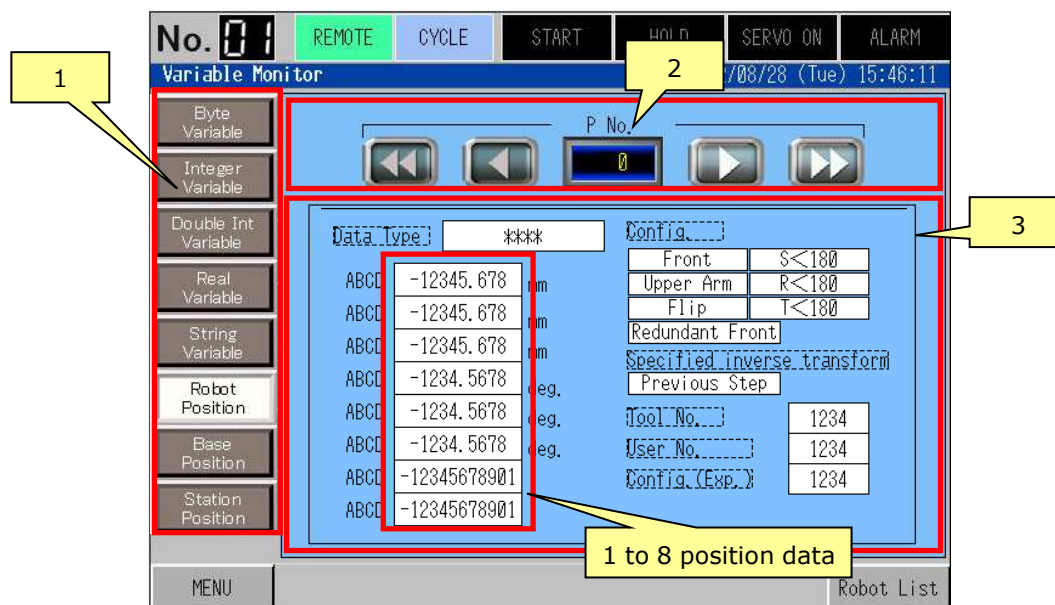 No. 01 REMOTE CYCLE START HOLD SERVO ON ALARM
Variable Monitor /08/28 (Tue) 15:46:11
1
2
3
Byte
Variable
Integer
Variable
Double Int
Variable
Real
Variable
String
Variable
Robot
Position
Base
Position
Station
Position
P No.
0
Data Type ****
ABCD -12345.678 mm
ABCD -12345.678 mm
ABCD -12345.678 mm
ABCD -1234.5678 deg.
ABCD -1234.5678 deg.
ABCD -1234.5678 deg.
ABCD -12345678901
ABCD -12345678901
Config.
Front S<180
Upper Arm R<180
Flip T<180
Redundant Front
Specified inverse transform
Previous Step
Tool No. 1234
User No. 1234
Config.(Exp.) 1234
1 to 8 position data
MENU Robot List